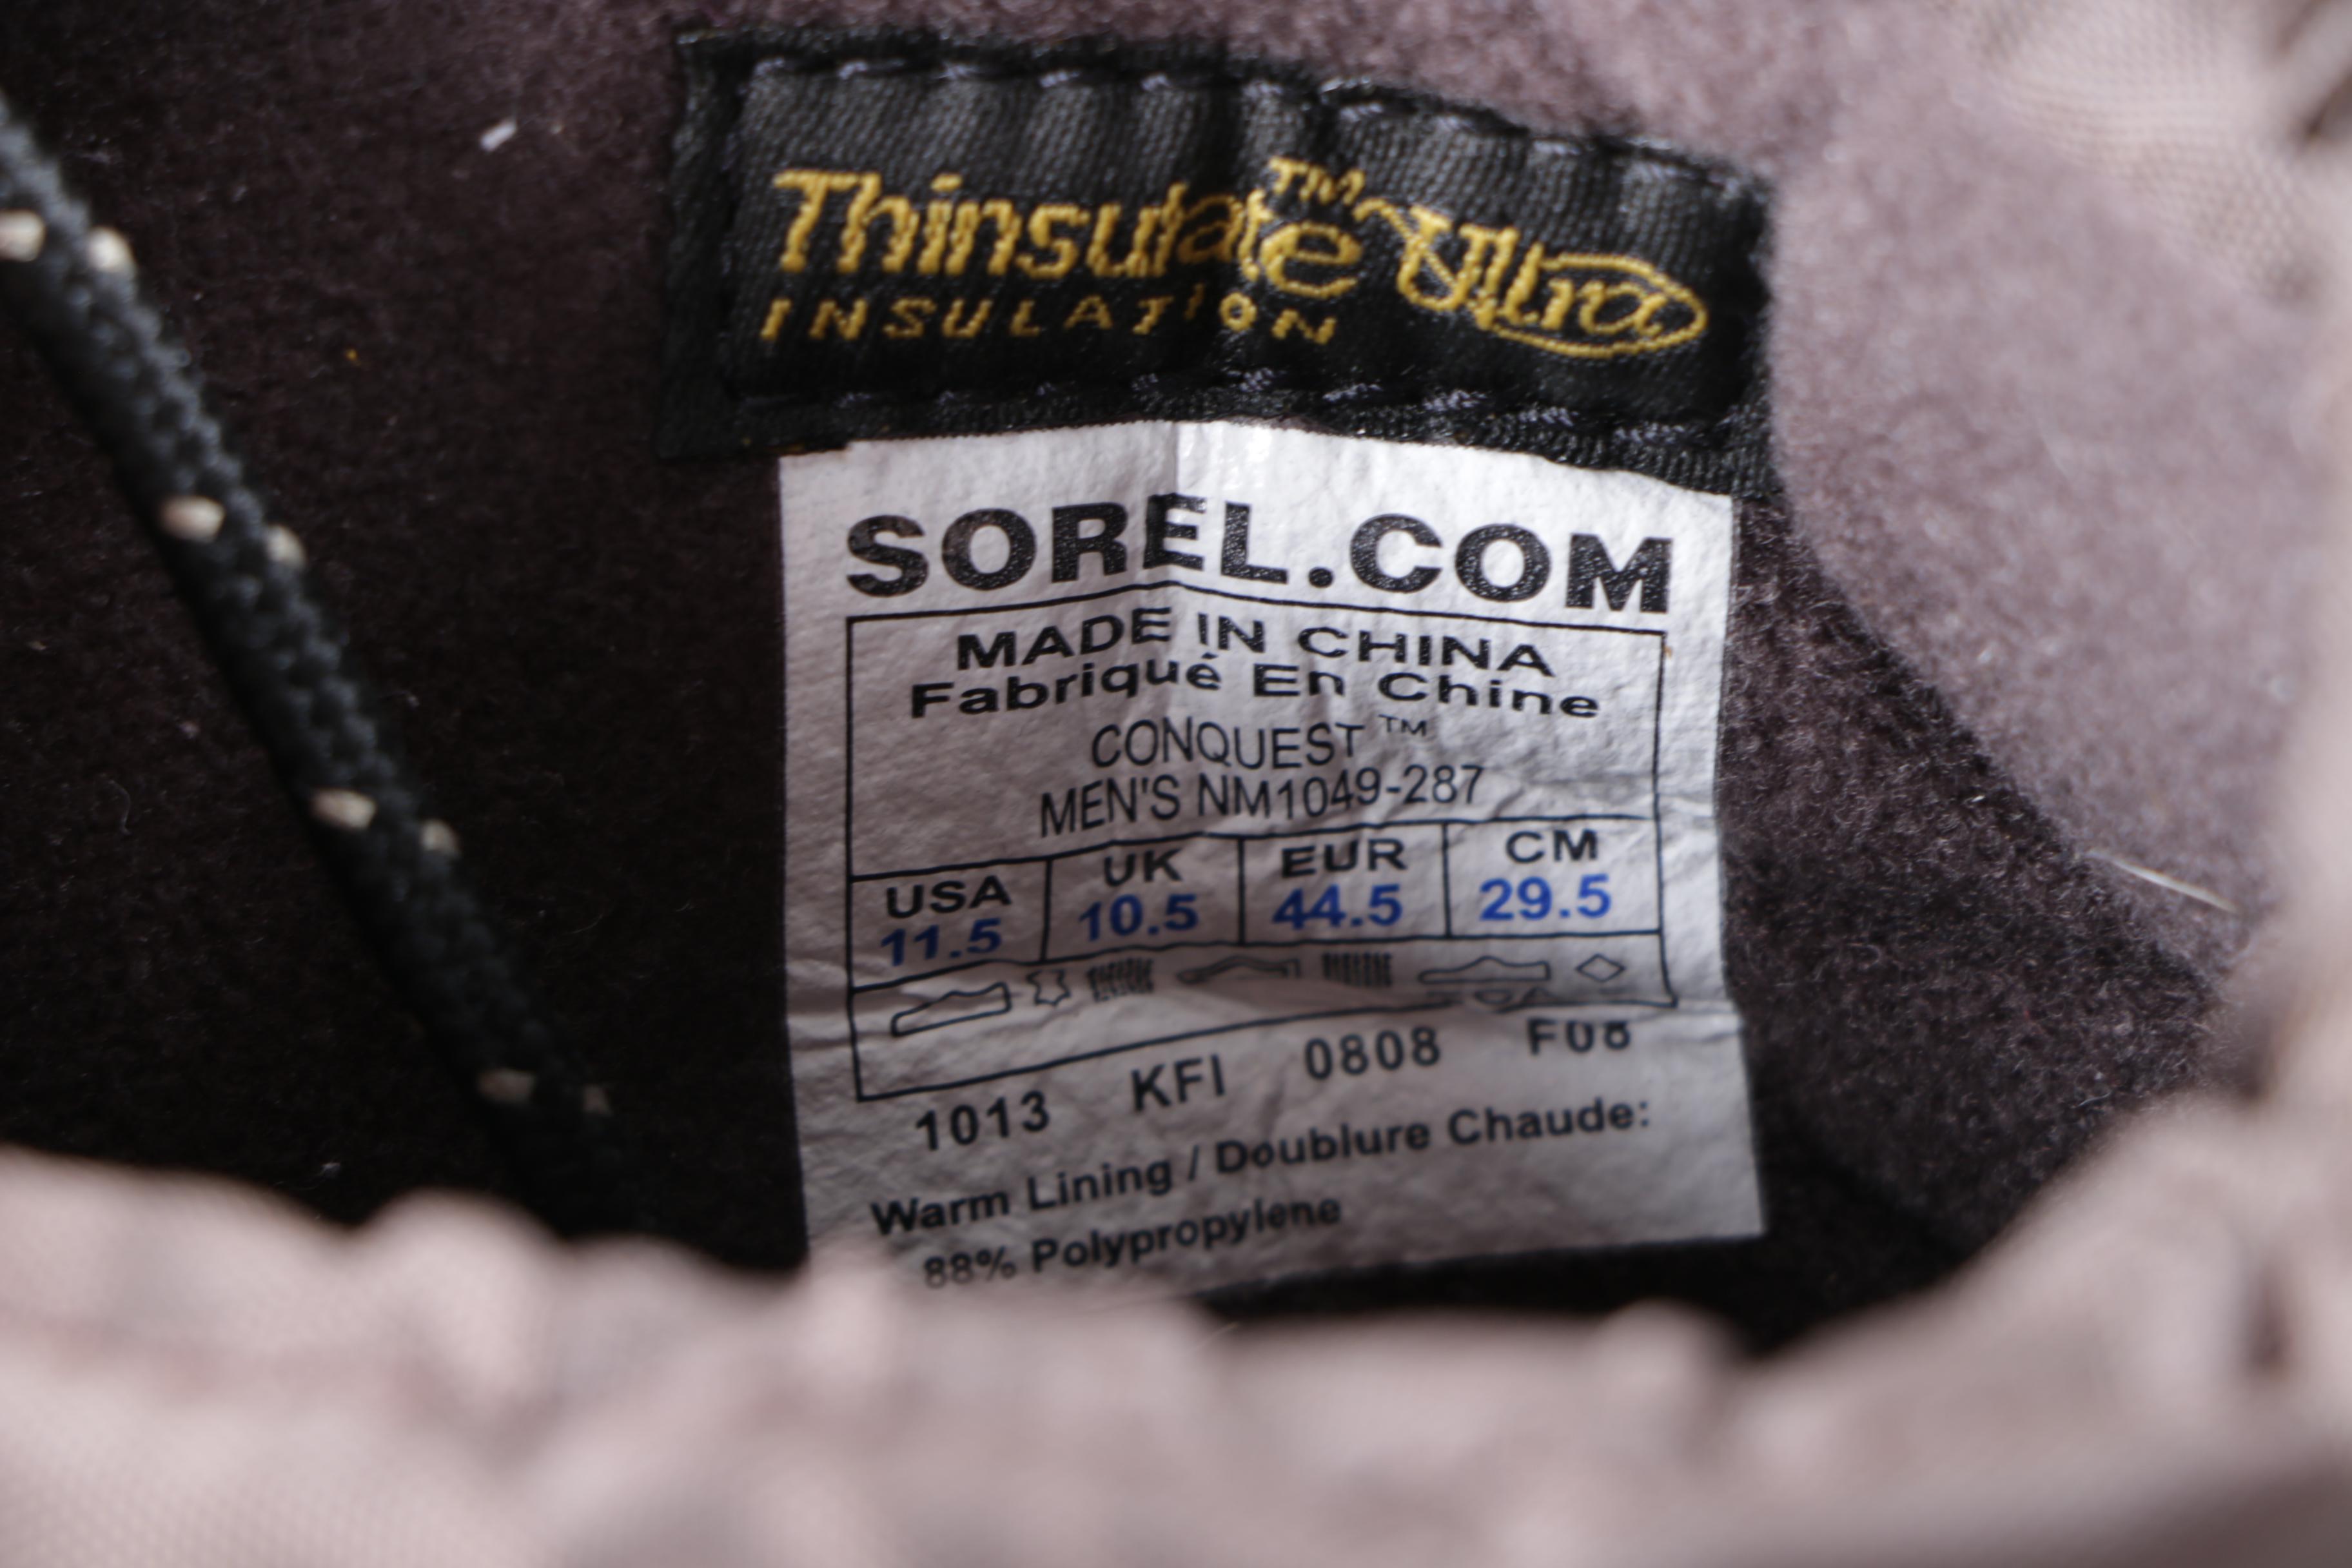 Thinsulate™ Ultra
INSULATION
SOREL.COM
MADE IN CHINA
Fabriqué En Chine
CONQUEST™
MEN'S NM1049-287
USA UK EUR CM
11.5 10.5 44.5 29.5
1013 KFI 0808 F08
Warm Lining / Doublure Chaude:
88% Polypropylene